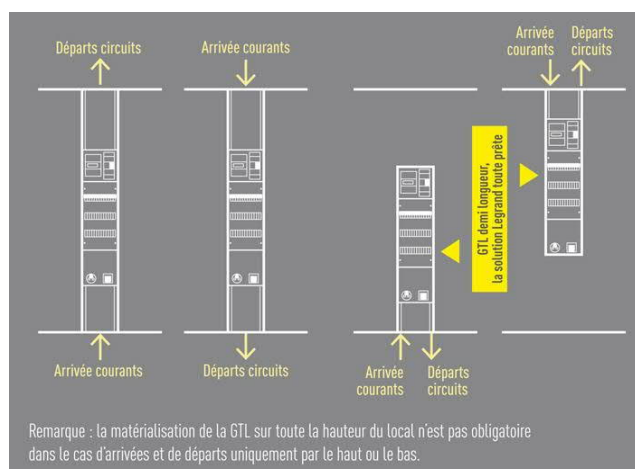 Départs circuits
Arrivée courants
Arrivée
courants
Départs
circuits
GTL demi longueur,
la solution Legrand toute prête
Arrivée courants
Départs circuits
Arrivée
courants
Départs
circuits
Remarque : la matérialisation de la GTL sur toute la hauteur du local n'est pas obligatoire
dans le cas d'arrivées et de départs uniquement par le haut ou le bas.